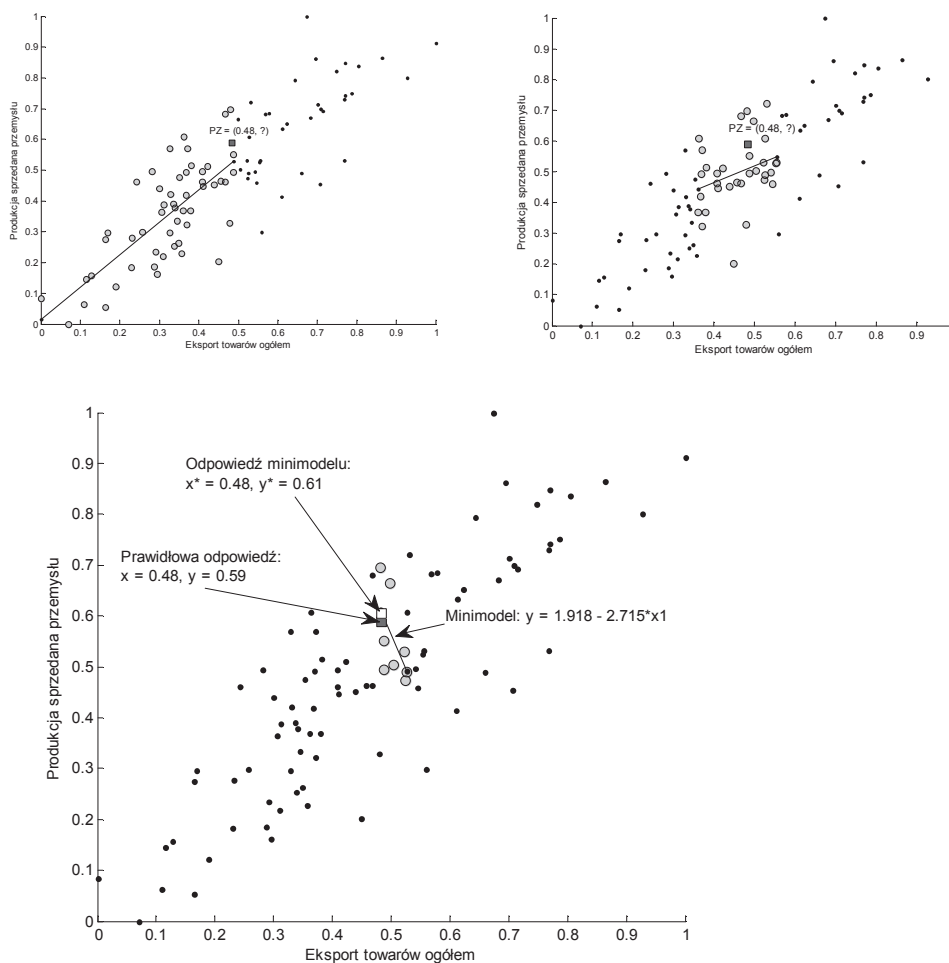 1
0.9
0.8
0.7
0.6
0.5
0.4
0.3
0.2
0.1
0
Produkcja sprzedana przemysłu
PZ = (0.48, ?)
0 0.1 0.2 0.3 0.4 0.5 0.6 0.7 0.8 0.9 1
Eksport towarów ogółem
1
0.9
0.8
0.7
0.6
0.5
0.4
0.3
0.2
0.1
0
Produkcja sprzedana przemysłu
PZ = (0.48, ?)
0 0.1 0.2 0.3 0.4 0.5 0.6 0.7 0.8 0.9
Eksport towarów ogółem
1
0.9
0.8
0.7
0.6
0.5
0.4
0.3
0.2
0.1
0
Produkcja sprzedana przemysłu
Odpowiedź minimodelu:
x* = 0.48, y* = 0.61
Prawidłowa odpowiedź:
x = 0.48, y = 0.59
Minimodel: y = 1.918 - 2.715*x1
0 0.1 0.2 0.3 0.4 0.5 0.6 0.7 0.8 0.9 1
Eksport towarów ogółem